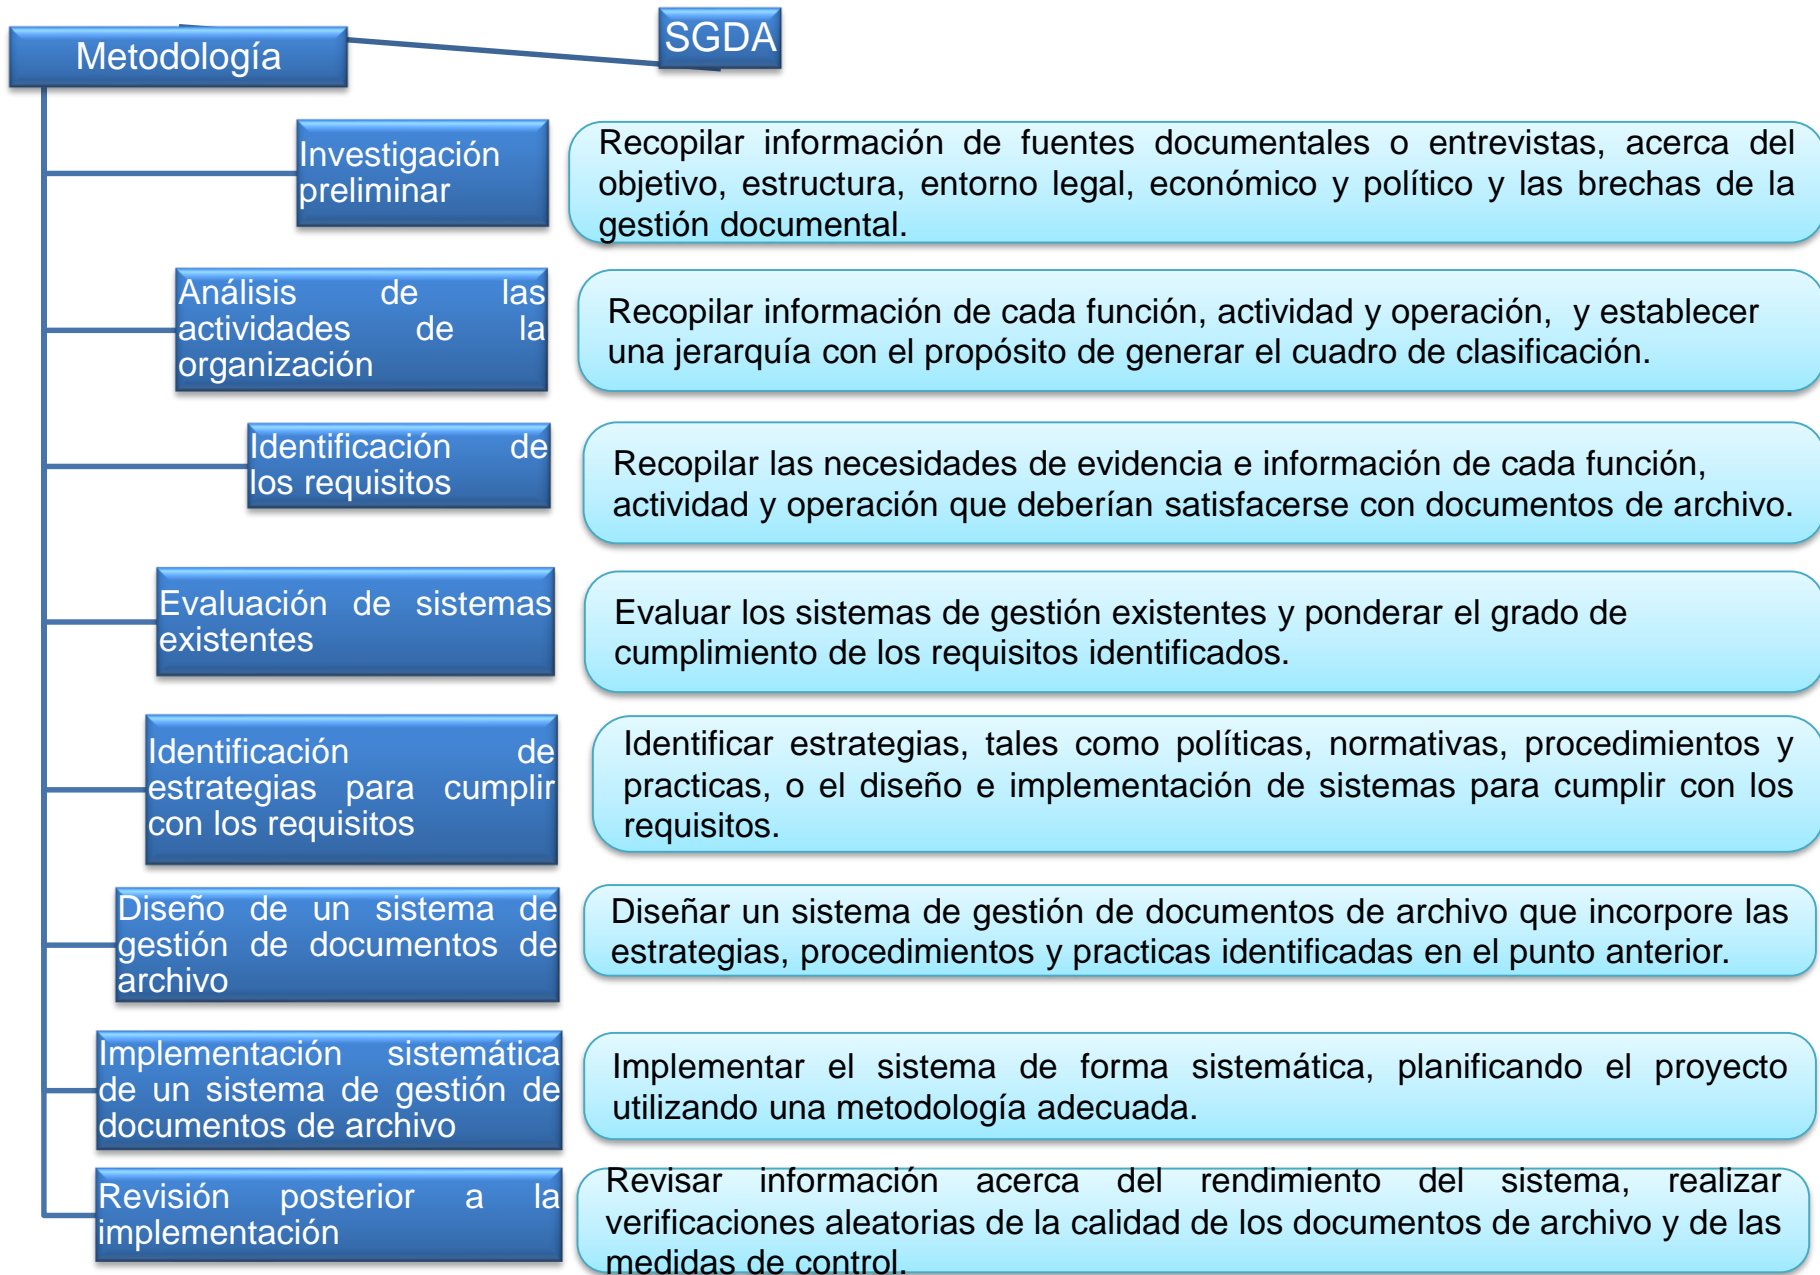 Metodología
SGDA
Investigación
preliminar
Recopilar información de fuentes documentales o entrevistas, acerca del
objetivo, estructura, entorno legal, económico y político y las brechas de la
gestión documental.
Análisis de las
actividades de la
organización
Recopilar información de cada función, actividad y operación, y establecer
una jerarquía con el propósito de generar el cuadro de clasificación.
Identificación de
los requisitos
Recopilar las necesidades de evidencia e información de cada función,
actividad y operación que deberían satisfacerse con documentos de archivo.
Evaluación de sistemas
existentes
Evaluar los sistemas de gestión existentes y ponderar el grado de
cumplimiento de los requisitos identificados.
Identificación de
estrategias para cumplir
con los requisitos
Identificar estrategias, tales como políticas, normativas, procedimientos y
practicas, o el diseño e implementación de sistemas para cumplir con los
requisitos.
Diseño de un sistema de
gestión de documentos de
archivo
Diseñar un sistema de gestión de documentos de archivo que incorpore las
estrategias, procedimientos y practicas identificadas en el punto anterior.
Implementación sistemática
de un sistema de gestión de
documentos de archivo
Implementar el sistema de forma sistemática, planificando el proyecto
utilizando una metodología adecuada.
Revisión posterior a la
implementación
Revisar información acerca del rendimiento del sistema, realizar
verificaciones aleatorias de la calidad de los documentos de archivo y de las
medidas de control.